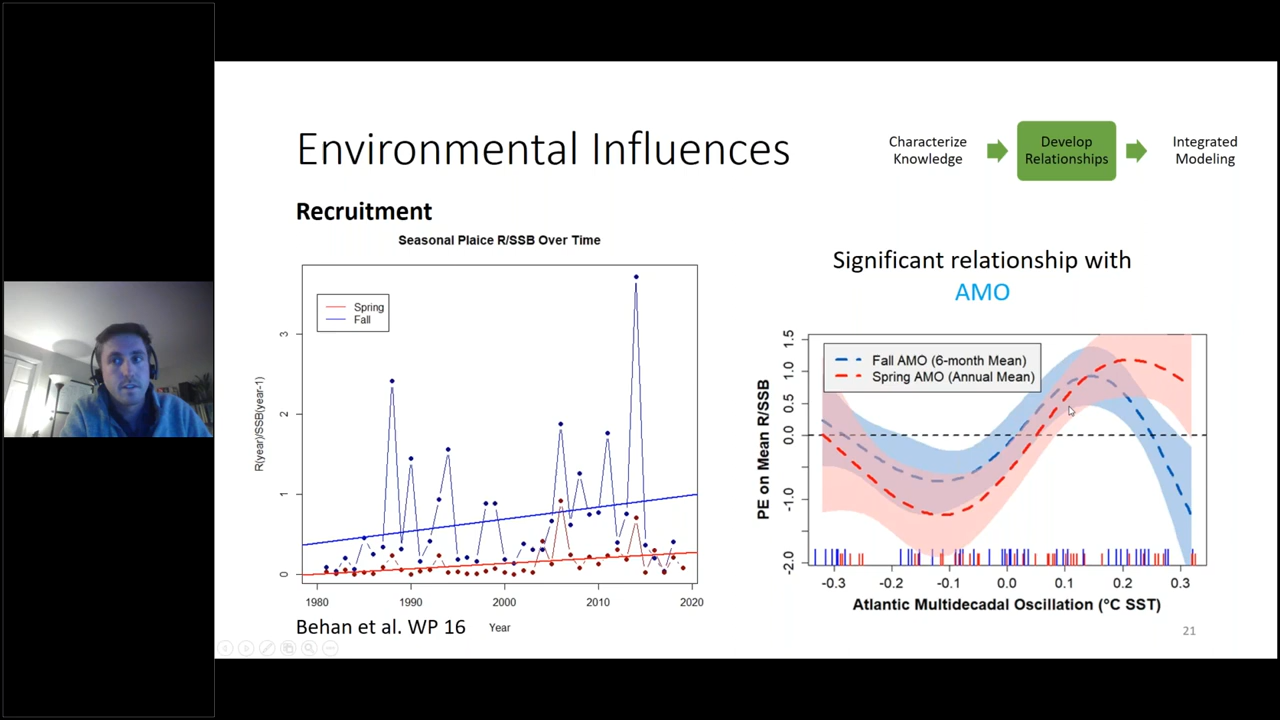 Environmental Influences
Characterize
Knowledge
Develop
Relationships
Integrated
Modeling
Recruitment
Seasonal Plaice R/SSB Over Time
Spring
Fall
R(year)/SSB(year-1)
3
2
1
0
1980
1990
2000
2010
2020
Year
Behan et al. WP 16
Significant relationship with
AMO
Fall AMO (6-month Mean)
Spring AMO (Annual Mean)
PE on Mean R/SSB
1.5
1.0
0.5
0.0
-1.0
-2.0
-0.3
-0.2
-0.1
0.0
0.1
0.2
0.3
Atlantic Multidecadal Oscillation (°C SST)
21